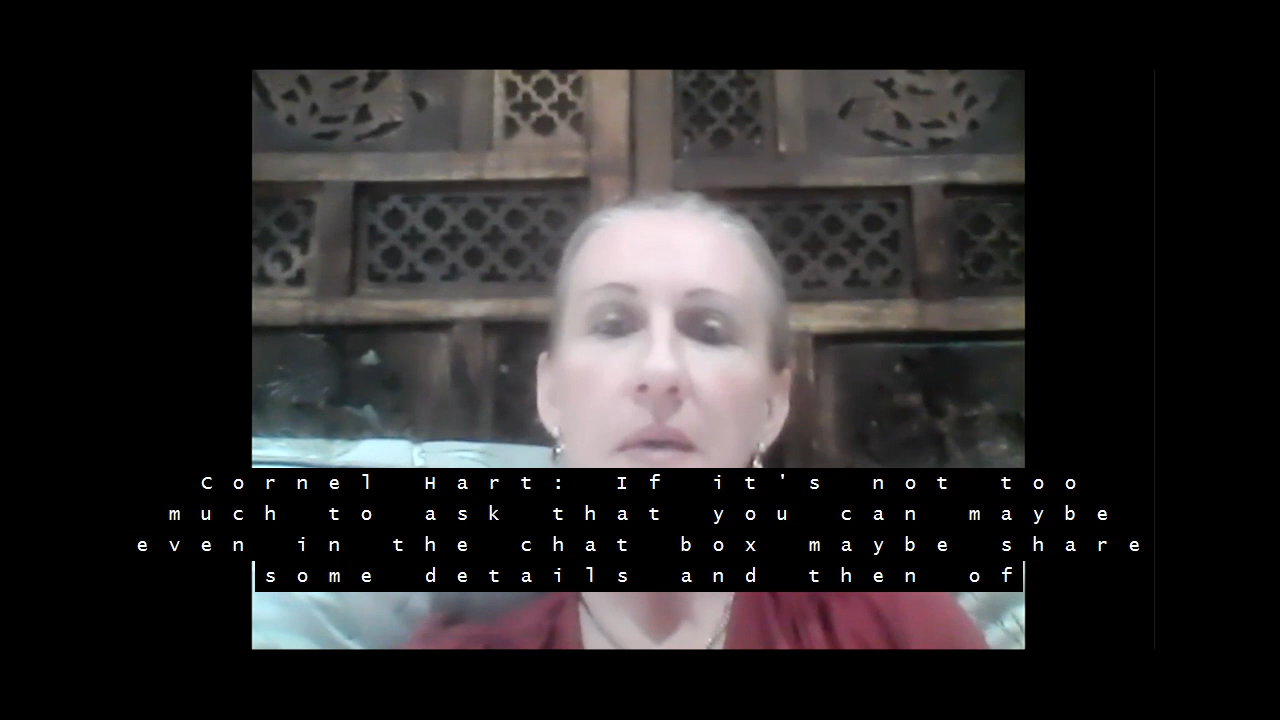 Cornel Hart: If it's not too
much to ask that you can maybe
even in the chat box maybe share
some details and then of